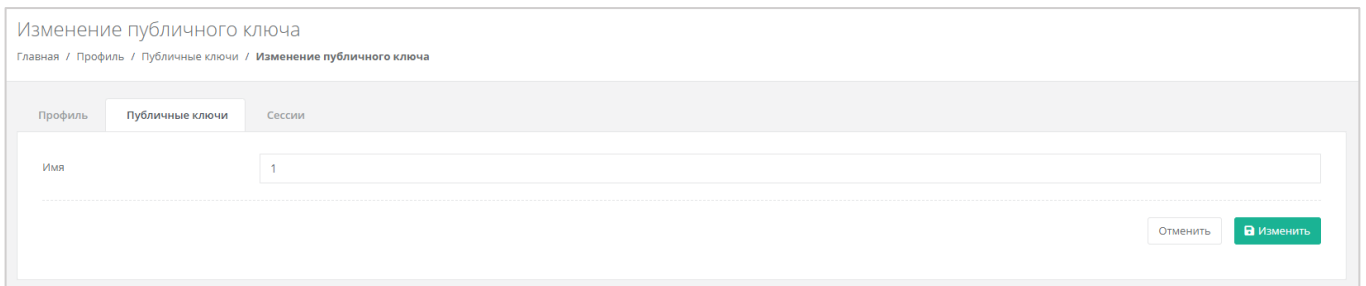 Изменение публичного ключа
Главная / Профиль / Публичные ключи / Изменение публичного ключа
Профиль Публичные ключи Сессии
Имя 1
Отменить Изменить